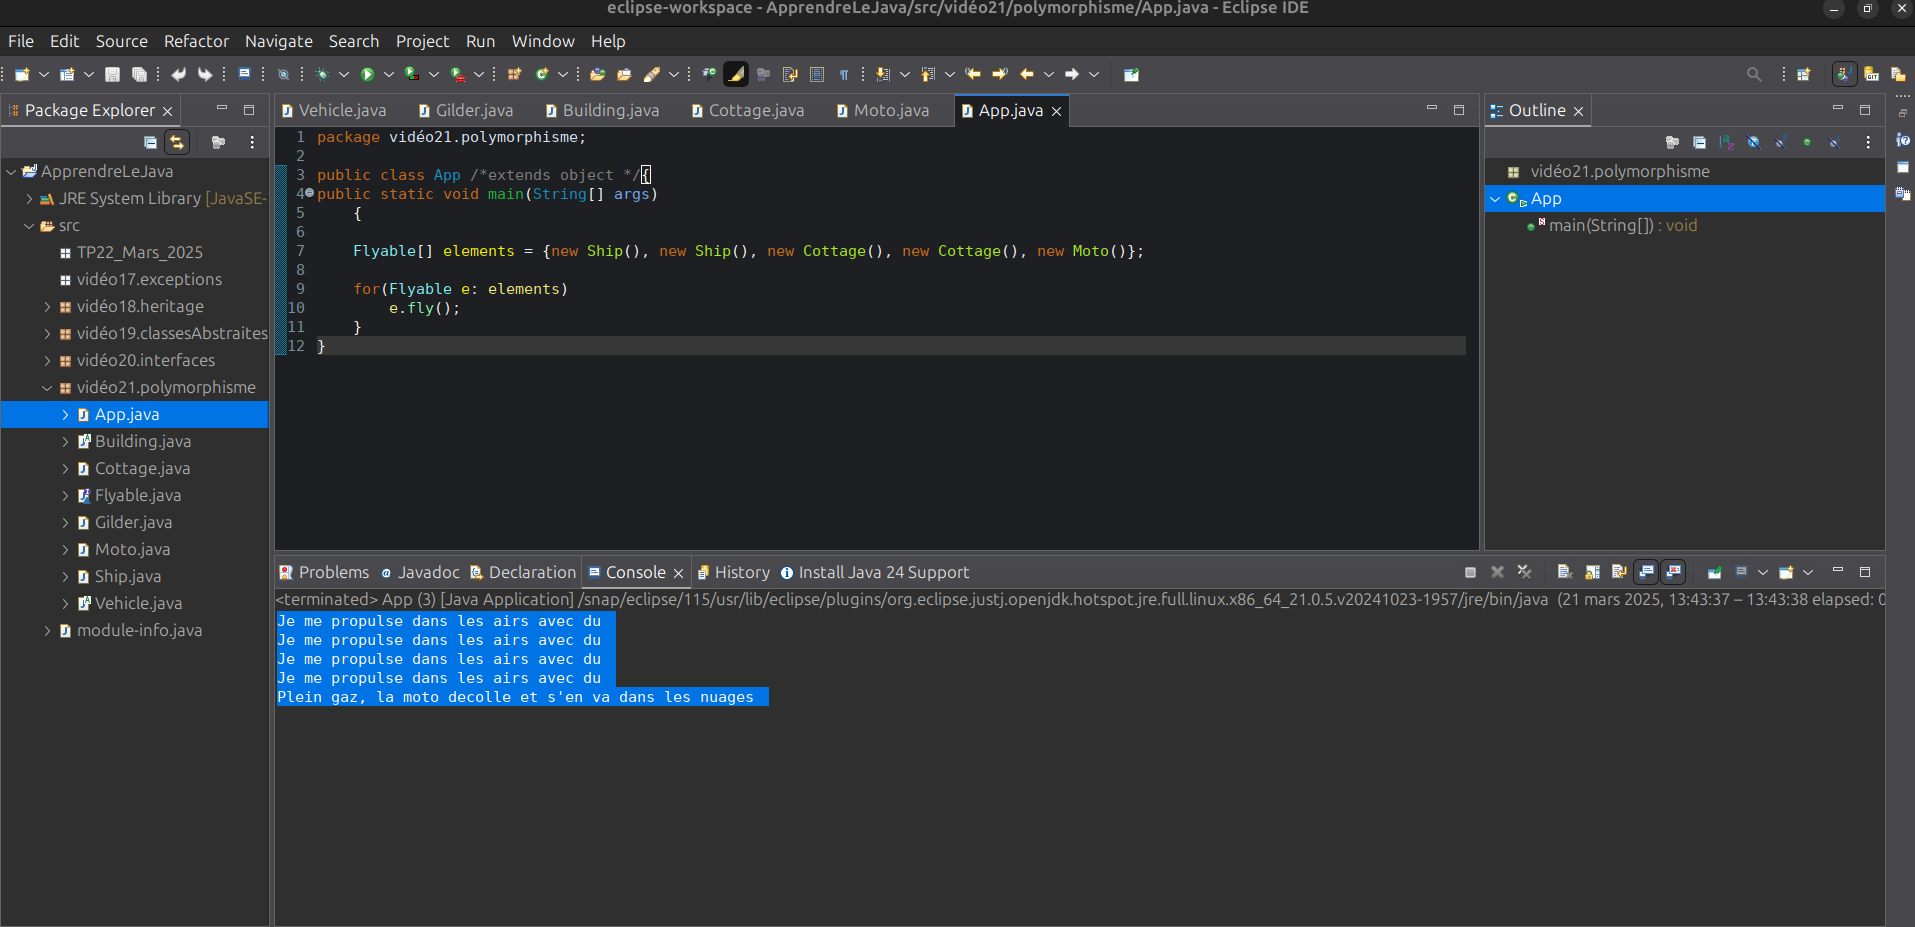 eclipse-workspace - ApprendreLeJava/src/vidéo21/polymorphisme/App.java - Eclipse IDE
File Edit Source Refactor Navigate Search Project Run Window Help
Package Explorer
ApprendreLeJava
JRE System Library [JavaSE-
src
TP22_Mars_2025
vidéo17.exceptions
vidéo18.heritage
vidéo19.classesAbstraites
vidéo20.interfaces
vidéo21.polymorphisme
App.java
Building.java
Cottage.java
Flyable.java
Gilder.java
Moto.java
Ship.java
Vehicle.java
module-info.java
Vehicle.java Gilder.java Building.java Cottage.java Moto.java App.java
1 package vidéo21.polymorphisme;
2
3 public class App /*extends object */{
4 public static void main(String[] args)
5 {
6
7 Flyable[] elements = {new Ship(), new Ship(), new Cottage(), new Cottage(), new Moto()};
8
9 for(Flyable e: elements)
10 e.fly();
11 }
12 }
Outline
vidéo21.polymorphisme
App
main(String[]) : void
Problems Javadoc Declaration Console History Install Java 24 Support
<terminated> App (3) [Java Application] /snap/eclipse/115/usr/lib/eclipse/plugins/org.eclipse.justj.openjdk.hotspot.jre.full.linux.x86_64_21.0.5.v20241023-1957/jre/bin/java (21 mars 2025, 13:43:37 – 13:43:38 elapsed: 0
Je me propulse dans les airs avec du
Je me propulse dans les airs avec du
Je me propulse dans les airs avec du
Je me propulse dans les airs avec du
Plein gaz, la moto decolle et s'en va dans les nuages